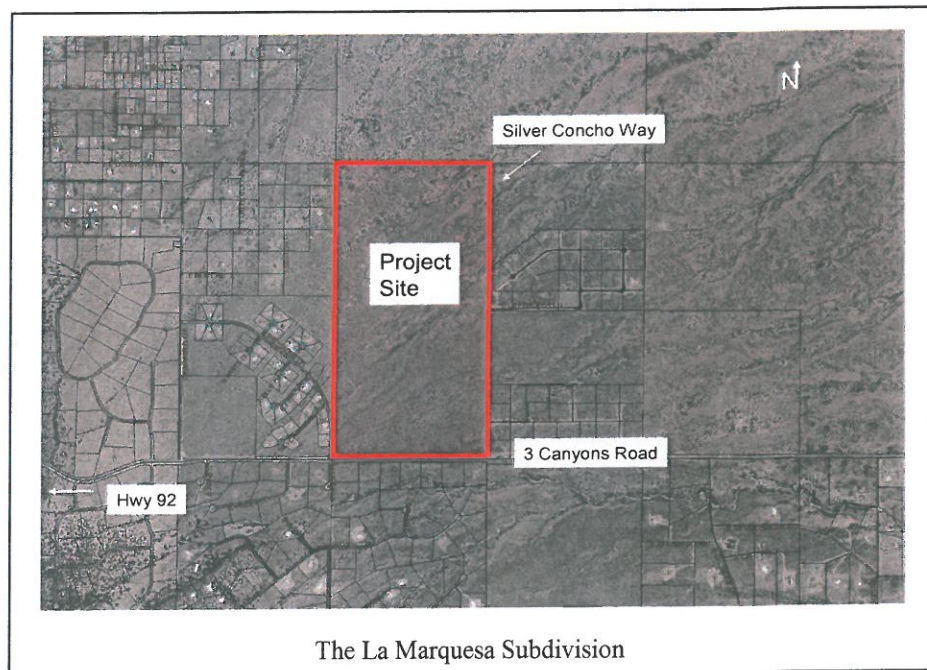 N
Silver Concho Way
Project
Site
3 Canyons Road
Hwy 92
The La Marquesa Subdivision